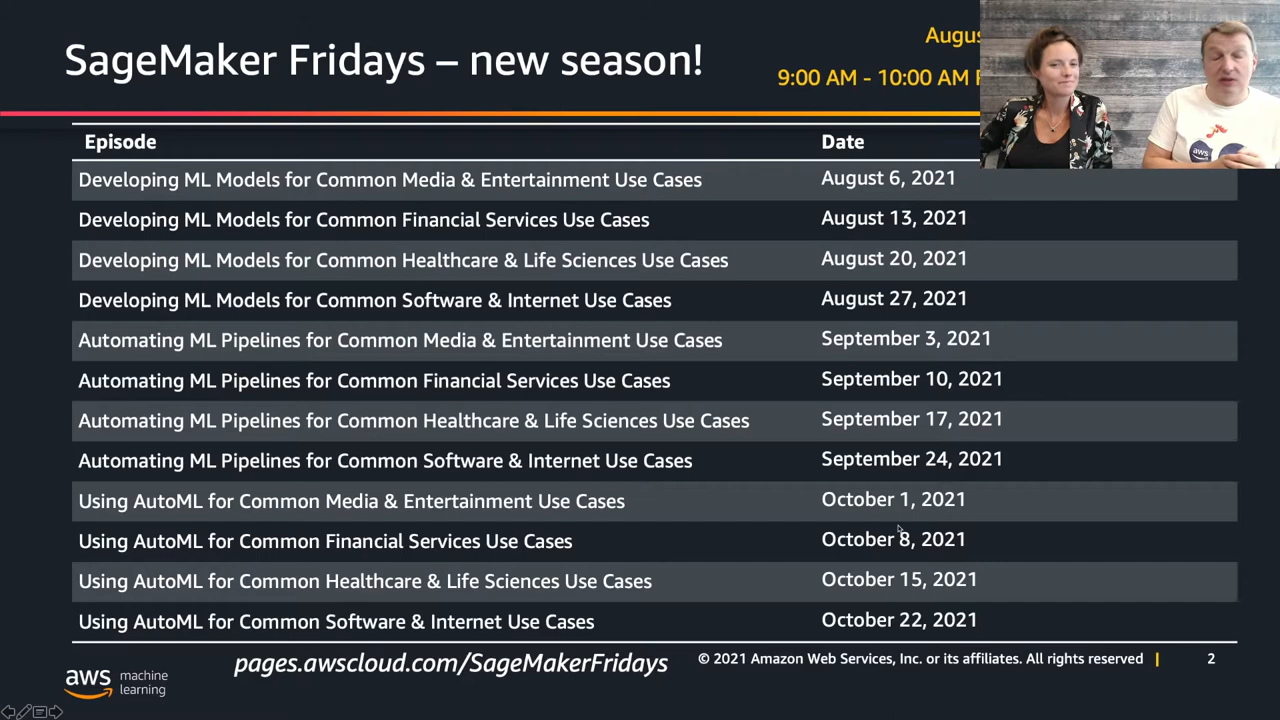 SageMaker Fridays – new season!
Augus
9:00 AM - 10:00 AM
Episode Date
Developing ML Models for Common Media & Entertainment Use Cases August 6, 2021
Developing ML Models for Common Financial Services Use Cases August 13, 2021
Developing ML Models for Common Healthcare & Life Sciences Use Cases August 20, 2021
Developing ML Models for Common Software & Internet Use Cases August 27, 2021
Automating ML Pipelines for Common Media & Entertainment Use Cases September 3, 2021
Automating ML Pipelines for Common Financial Services Use Cases September 10, 2021
Automating ML Pipelines for Common Healthcare & Life Sciences Use Cases September 17, 2021
Automating ML Pipelines for Common Software & Internet Use Cases September 24, 2021
Using AutoML for Common Media & Entertainment Use Cases October 1, 2021
Using AutoML for Common Financial Services Use Cases October 8, 2021
Using AutoML for Common Healthcare & Life Sciences Use Cases October 15, 2021
Using AutoML for Common Software & Internet Use Cases October 22, 2021
aws machine learning
pages.awscloud.com/SageMakerFridays
© 2021 Amazon Web Services, Inc. or its affiliates. All rights reserved | 2
aws